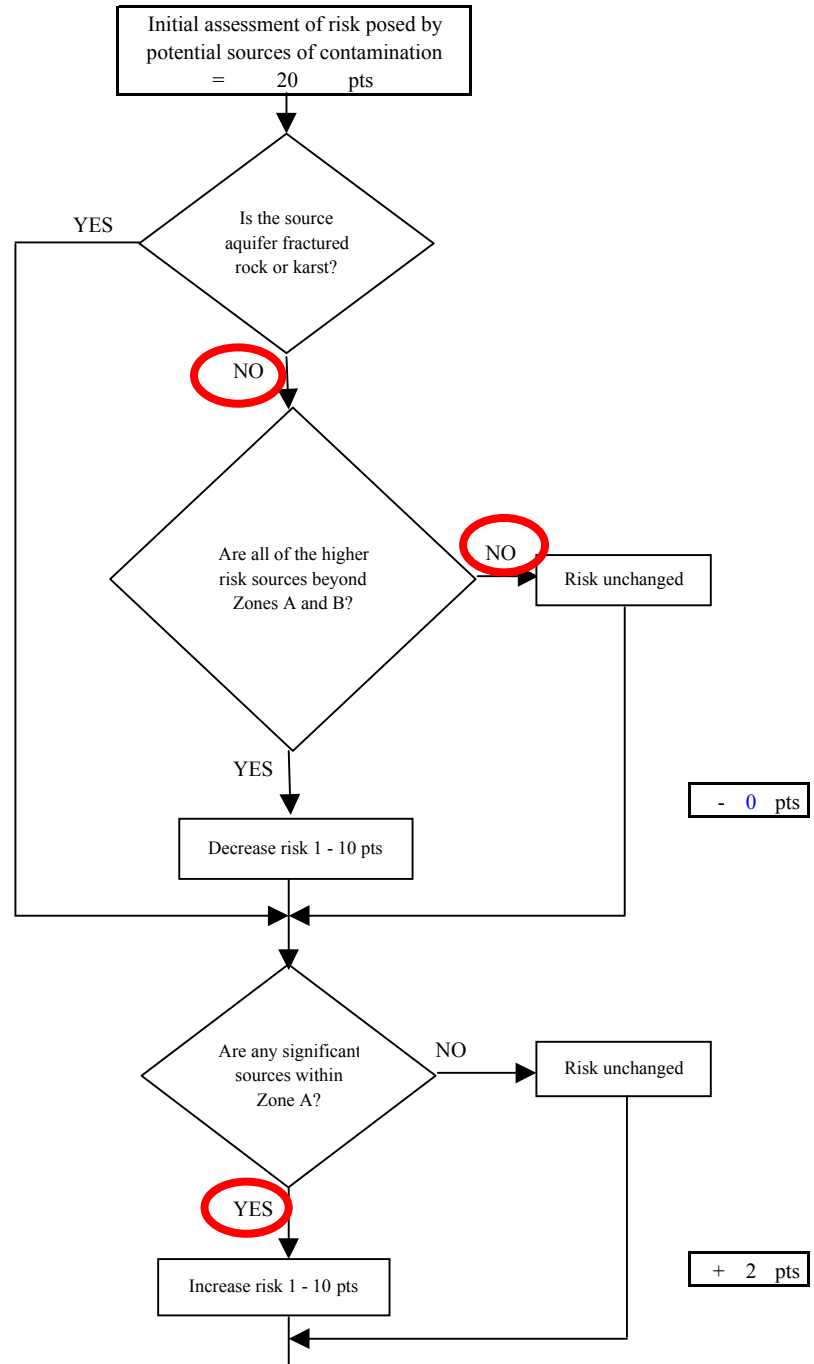 Initial assessment of risk posed by
potential sources of contamination
= 20 pts
YES
Is the source
aquifer fractured
rock or karst?
NO
Are all of the higher
risk sources beyond
Zones A and B?
NO
Risk unchanged
YES
- 0 pts
Decrease risk 1 - 10 pts
Are any significant
sources within
Zone A?
NO
Risk unchanged
YES
+ 2 pts
Increase risk 1 - 10 pts